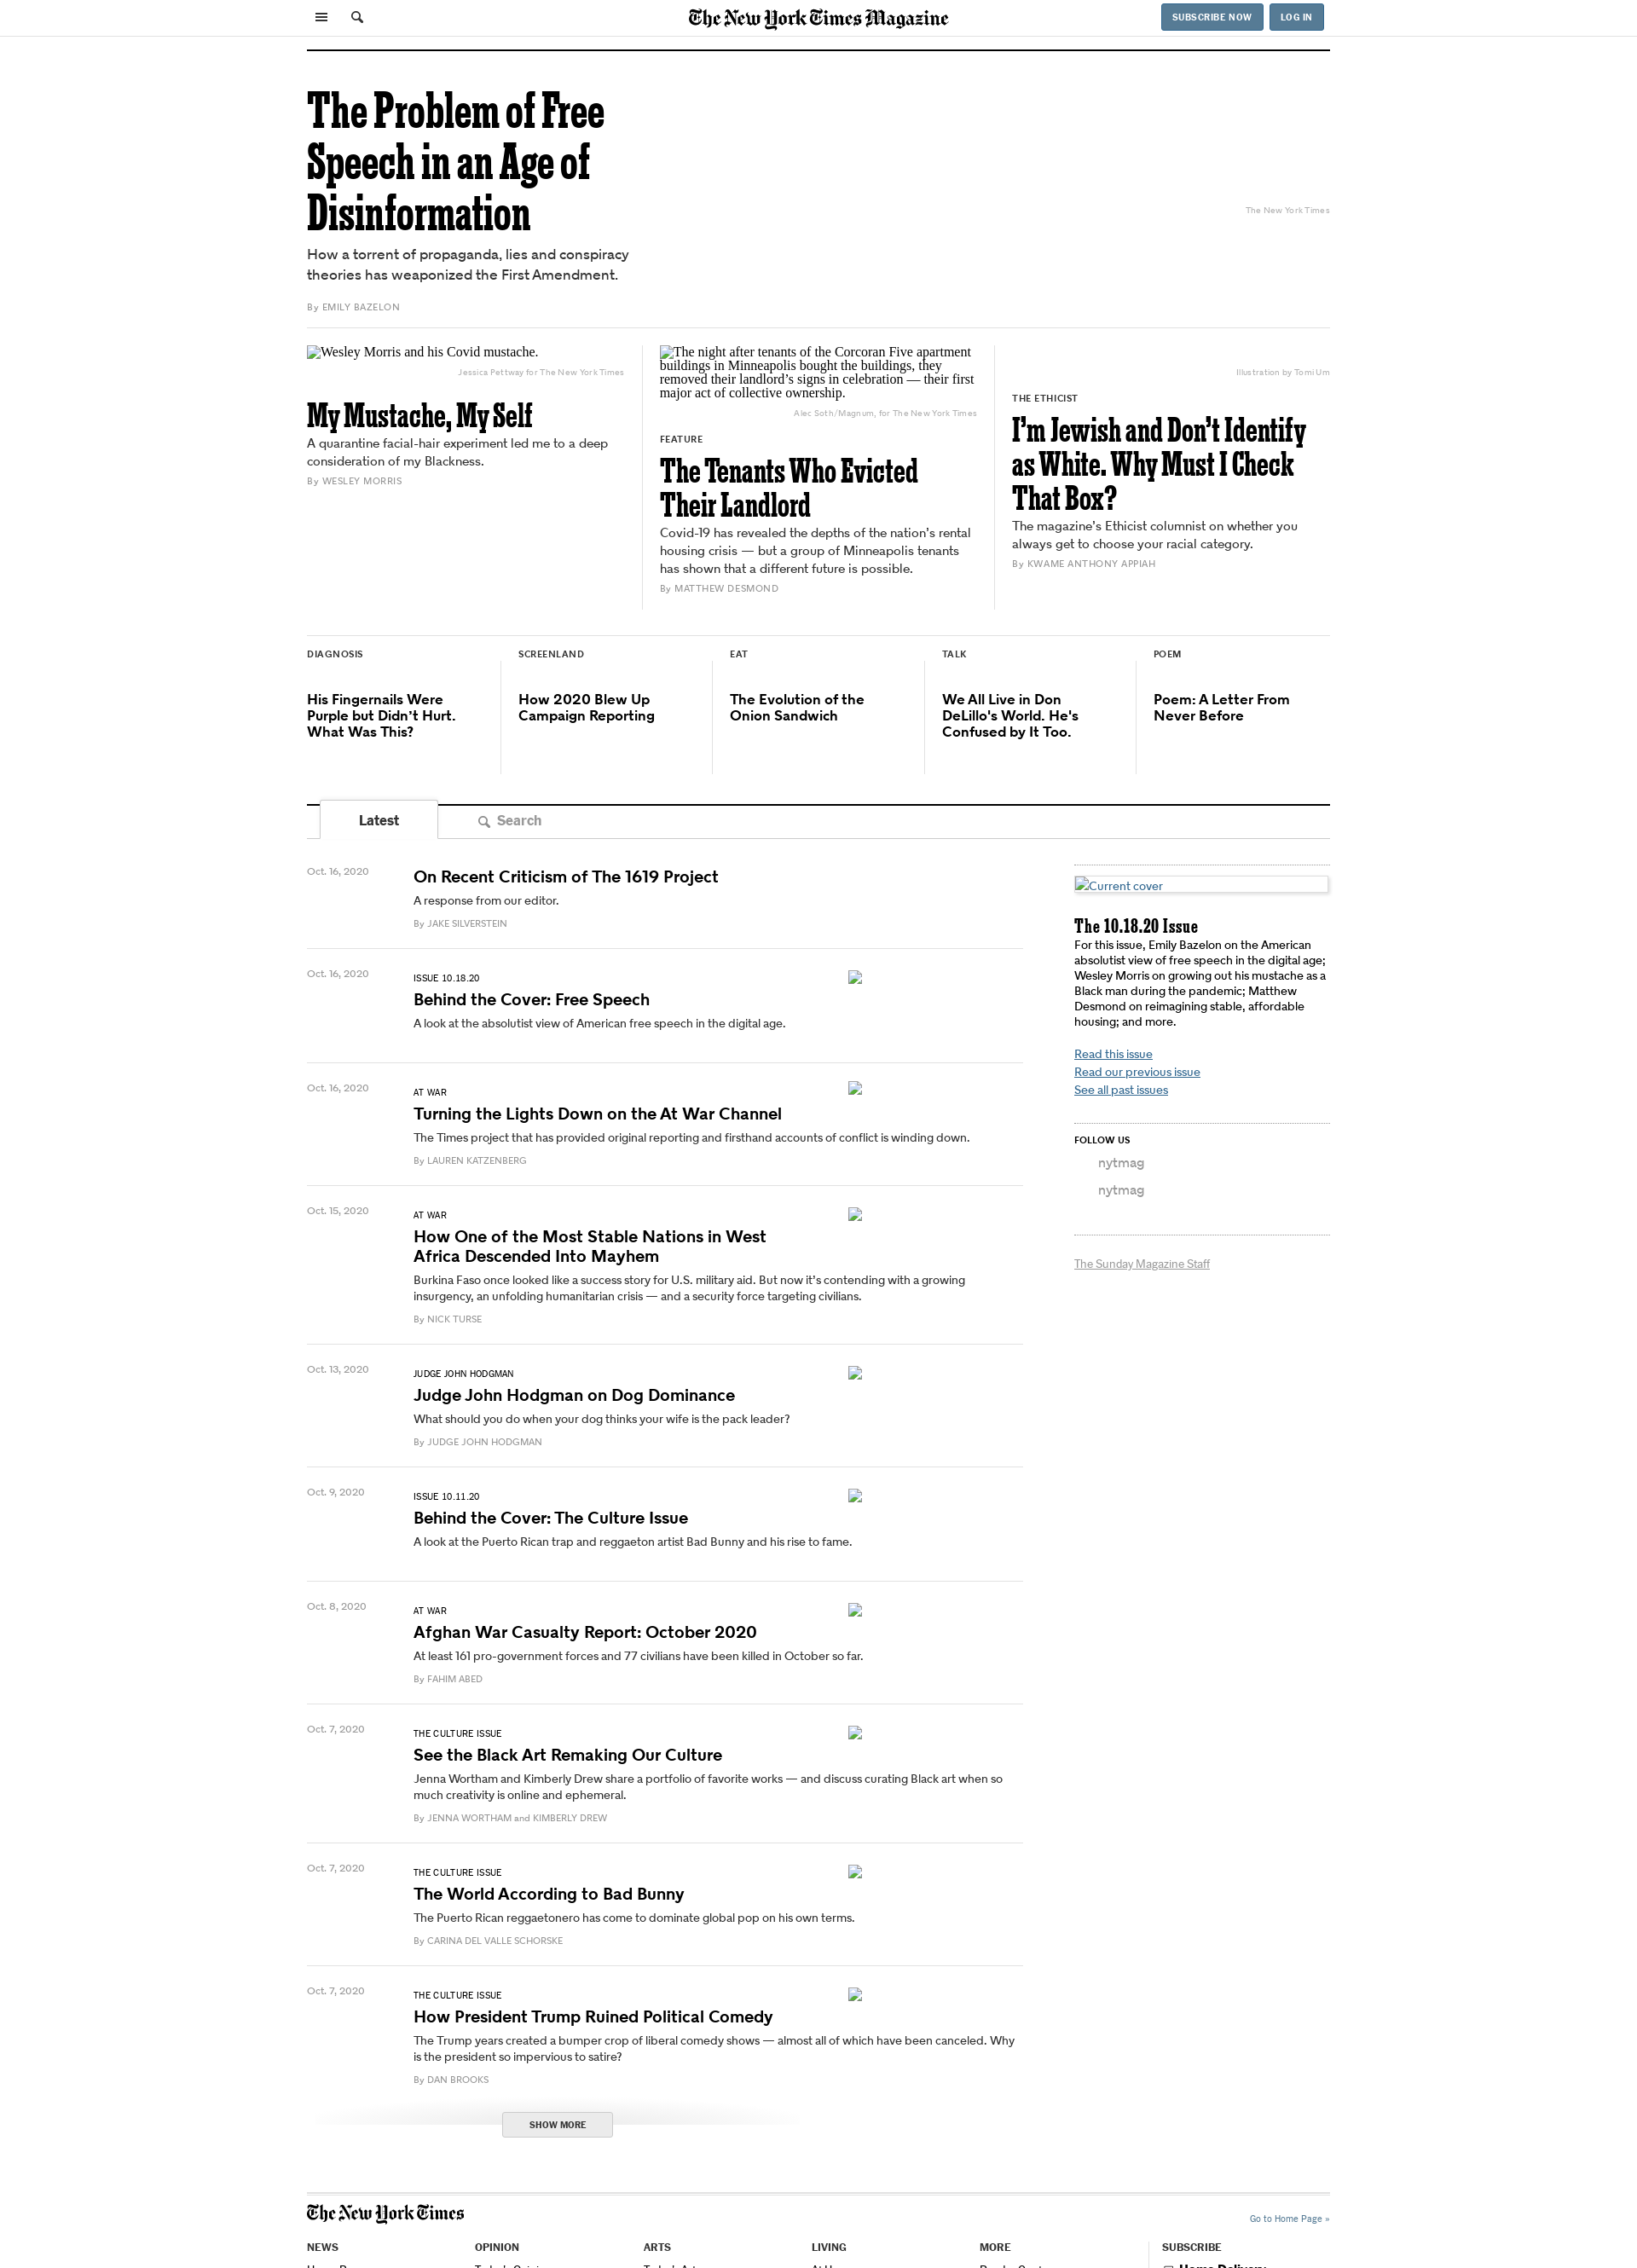 The New York Times Magazine
SUBSCRIBE NOW
LOG IN
The Problem of Free
Speech in an Age of
Disinformation
How a torrent of propaganda, lies and conspiracy
theories has weaponized the First Amendment.
By EMILY BAZELON
The New York Times
Wesley Morris and his Covid mustache.
Jessica Pettway for The New York Times
My Mustache, My Self
A quarantine facial-hair experiment led me to a deep
consideration of my Blackness.
By WESLEY MORRIS
The night after tenants of the Corcoran Five apartment
buildings in Minneapolis bought the buildings, they
removed their landlord’s signs in celebration — their first
major act of collective ownership.
Alec Soth/Magnum, for The New York Times
FEATURE
The Tenants Who Evicted
Their Landlord
Covid-19 has revealed the depths of the nation’s rental
housing crisis — but a group of Minneapolis tenants
has shown that a different future is possible.
By MATTHEW DESMOND
Illustration by Tomi Um
THE ETHICIST
I’m Jewish and Don’t Identify
as White. Why Must I Check
That Box?
The magazine’s Ethicist columnist on whether you
always get to choose your racial category.
By KWAME ANTHONY APPIAH
DIAGNOSIS
His Fingernails Were
Purple but Didn’t Hurt.
What Was This?
SCREENLAND
How 2020 Blew Up
Campaign Reporting
EAT
The Evolution of the
Onion Sandwich
TALK
We All Live in Don
DeLillo's World. He's
Confused by It Too.
POEM
Poem: A Letter From
Never Before
Latest
Search
Oct. 16, 2020
On Recent Criticism of The 1619 Project
A response from our editor.
By JAKE SILVERSTEIN
Oct. 16, 2020
ISSUE 10.18.20
Behind the Cover: Free Speech
A look at the absolutist view of American free speech in the digital age.
Oct. 16, 2020
AT WAR
Turning the Lights Down on the At War Channel
The Times project that has provided original reporting and firsthand accounts of conflict is winding down.
By LAUREN KATZENBERG
Oct. 15, 2020
AT WAR
How One of the Most Stable Nations in West
Africa Descended Into Mayhem
Burkina Faso once looked like a success story for U.S. military aid. But now it's contending with a growing
insurgency, an unfolding humanitarian crisis — and a security force targeting civilians.
By NICK TURSE
Oct. 13, 2020
JUDGE JOHN HODGMAN
Judge John Hodgman on Dog Dominance
What should you do when your dog thinks your wife is the pack leader?
By JUDGE JOHN HODGMAN
Oct. 9, 2020
ISSUE 10.11.20
Behind the Cover: The Culture Issue
A look at the Puerto Rican trap and reggaeton artist Bad Bunny and his rise to fame.
Oct. 8, 2020
AT WAR
Afghan War Casualty Report: October 2020
At least 161 pro-government forces and 77 civilians have been killed in October so far.
By FAHIM ABED
Oct. 7, 2020
THE CULTURE ISSUE
See the Black Art Remaking Our Culture
Jenna Wortham and Kimberly Drew share a portfolio of favorite works — and discuss curating Black art when so
much creativity is online and ephemeral.
By JENNA WORTHAM and KIMBERLY DREW
Oct. 7, 2020
THE CULTURE ISSUE
The World According to Bad Bunny
The Puerto Rican reggaetonero has come to dominate global pop on his own terms.
By CARINA DEL VALLE SCHORSKE
Oct. 7, 2020
THE CULTURE ISSUE
How President Trump Ruined Political Comedy
The Trump years created a bumper crop of liberal comedy shows — almost all of which have been canceled. Why
is the president so impervious to satire?
By DAN BROOKS
SHOW MORE
Current cover
The 10.18.20 Issue
For this issue, Emily Bazelon on the American
absolutist view of free speech in the digital age;
Wesley Morris on growing out his mustache as a
Black man during the pandemic; Matthew
Desmond on reimagining stable, affordable
housing; and more.
Read this issue
Read our previous issue
See all past issues
FOLLOW US
nytmag
nytmag
The Sunday Magazine Staff
The New York Times
Go to Home Page »
NEWS
OPINION
ARTS
LIVING
MORE
SUBSCRIBE